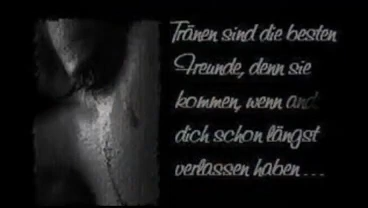 Tränen sind die besten
Freunde, denn sie
kommen, wenn and
dich schon längst
verlassen haben...